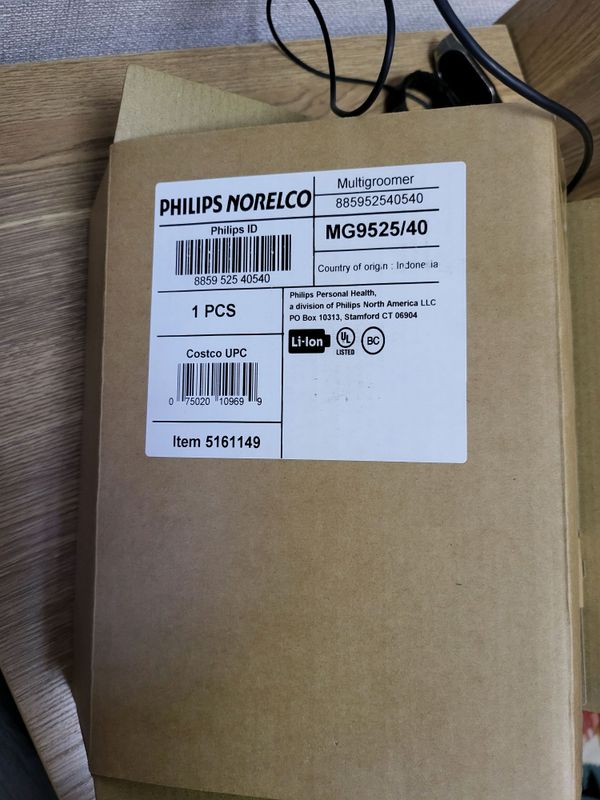 PHILIPS NORELCO
Multigroomer
885952540540
MG9525/40
Philips ID
8859 525 40540
Country of origin : Indonesia
1 PCS
Philips Personal Health,
a division of Philips North America LLC
PO Box 10313, Stamford CT 06904
Li-Ion
UL
LISTED
BC
Costco UPC
0 75020 10969 9
Item 5161149